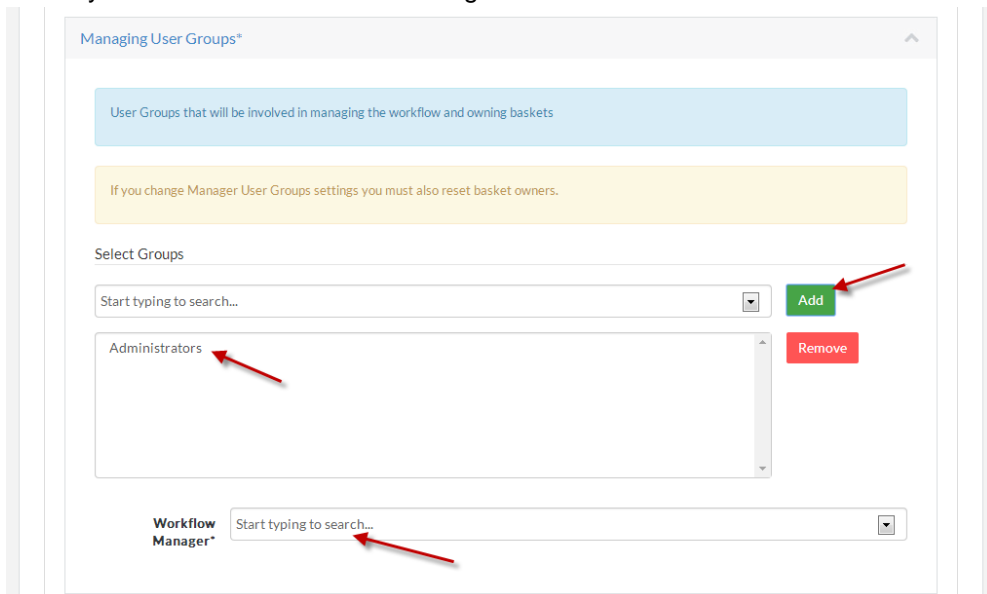 Managing User Groups*
User Groups that will be involved in managing the workflow and owning baskets
If you change Manager User Groups settings you must also reset basket owners.
Select Groups
Start typing to search...
Add
Administrators
Remove
Workflow
Manager*
Start typing to search...